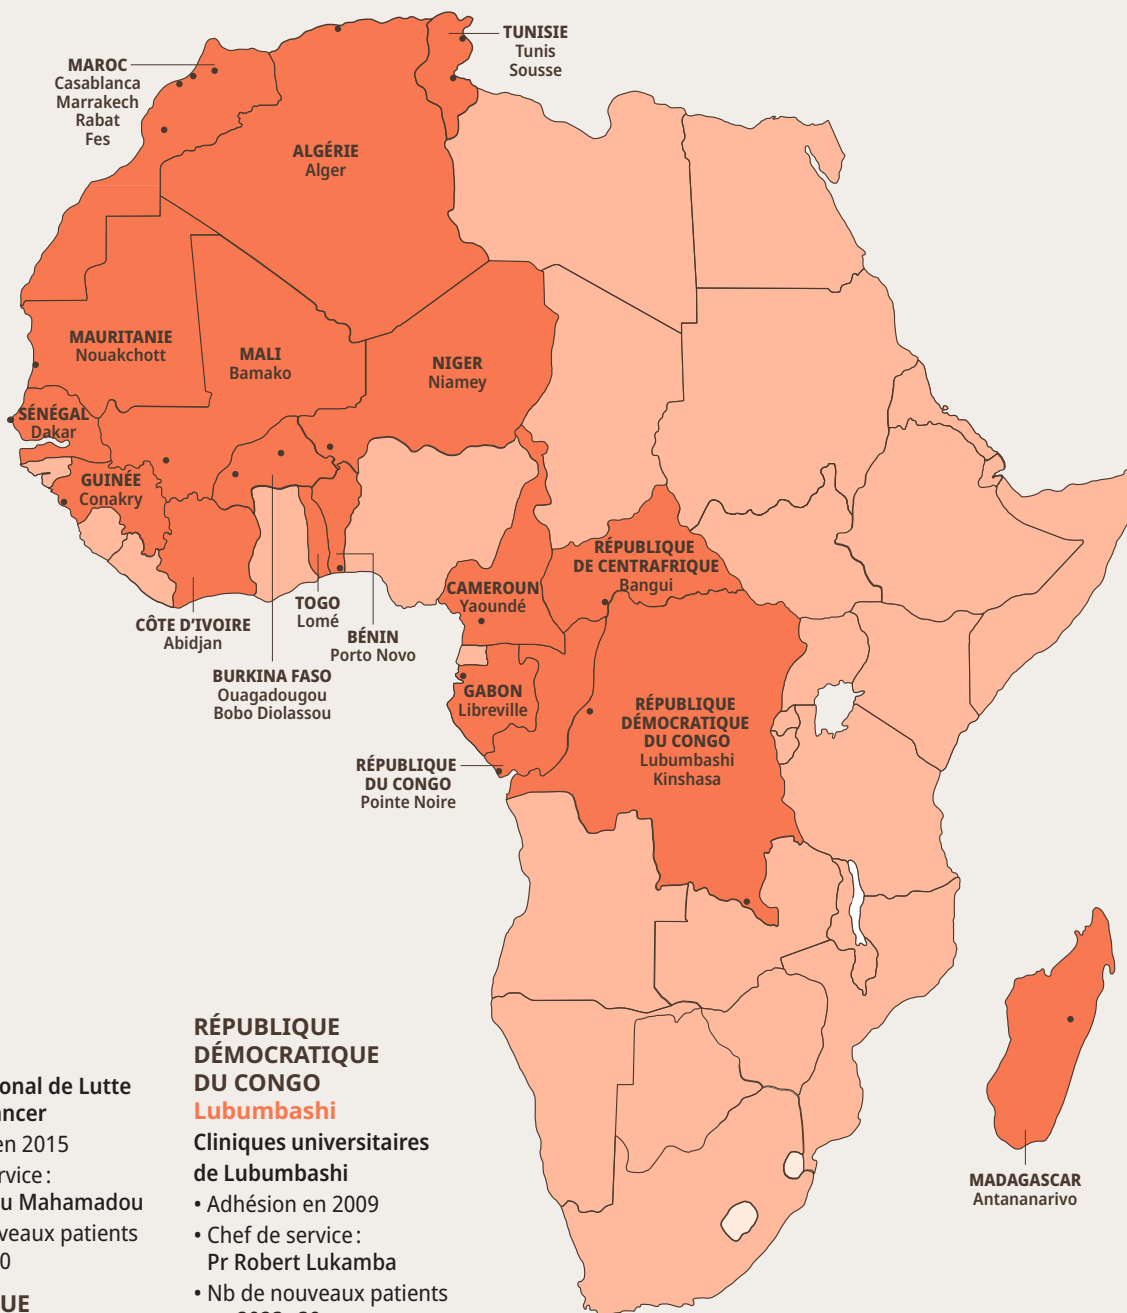 TUNISIE
Tunis
Sousse
MAROC
Casablanca
Marrakech
Rabat
Fes
ALGÉRIE
Alger
MAURITANIE
Nouakchott
MALI
Bamako
NIGER
Niamey
SÉNÉGAL
Dakar
GUINÉE
Conakry
RÉPUBLIQUE
DE CENTRAFRIQUE
Bangui
CAMEROUN
Yaoundé
TOGO
Lomé
CÔTE D'IVOIRE
Abidjan
BÉNIN
Porto Novo
BURKINA FASO
Ouagadougou
Bobo Diolassou
GABON
Libreville
RÉPUBLIQUE
DÉMOCRATIQUE
DU CONGO
Lubumbashi
Kinshasa
RÉPUBLIQUE
DU CONGO
Pointe Noire
MADAGASCAR
Antananarivo
onal de Lutte
ancer
en 2015
rvice :
u Mahamadou
veaux patients
0
UE
RÉPUBLIQUE
DÉMOCRATIQUE
DU CONGO
Lubumbashi
Cliniques universitaires
de Lubumbashi
• Adhésion en 2009
• Chef de service :
Pr Robert Lukamba
• Nb de nouveaux patients